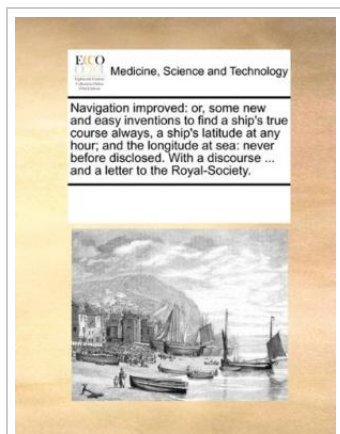 ECCO
Medicine, Science and Technology
Navigation improved: or, some new
and easy inventions to find a ship's true
course always, a ship's latitude at any
hour; and the longitude at sea: never
before disclosed. With a discourse ...
and a letter to the Royal-Society.